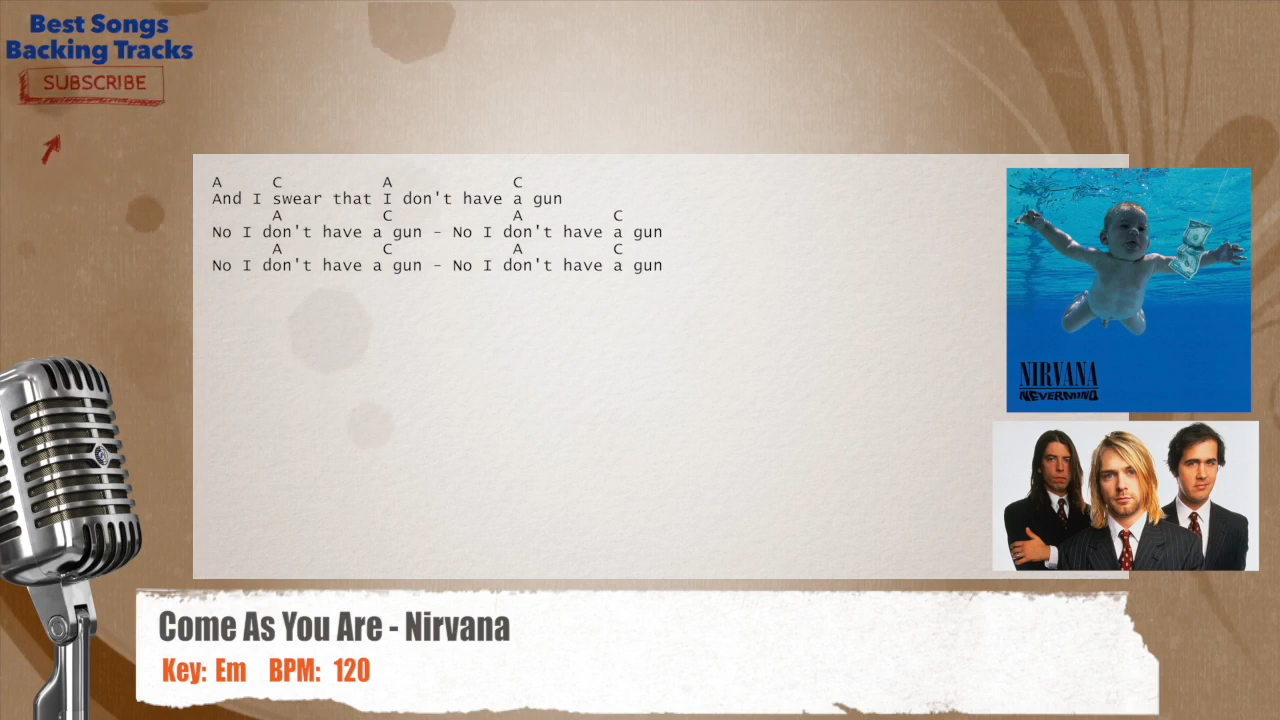 Best Songs
Backing Tracks
SUBSCRIBE
A     C          A            C
And I swear that I don't have a gun
      A          C            A         C
No I don't have a gun - No I don't have a gun
      A          C            A         C
No I don't have a gun - No I don't have a gun
NIRVANA
NEVERMIND
Come As You Are - Nirvana
Key: Em    BPM: 120